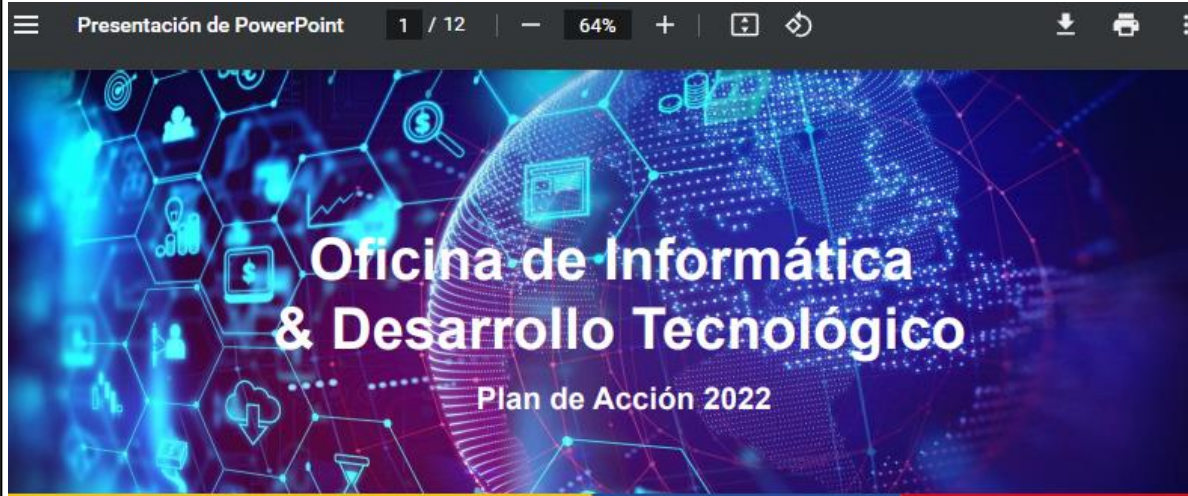 Presentación de PowerPoint 1 / 12 64%
Oficina de Informática
& Desarrollo Tecnológico
Plan de Acción 2022